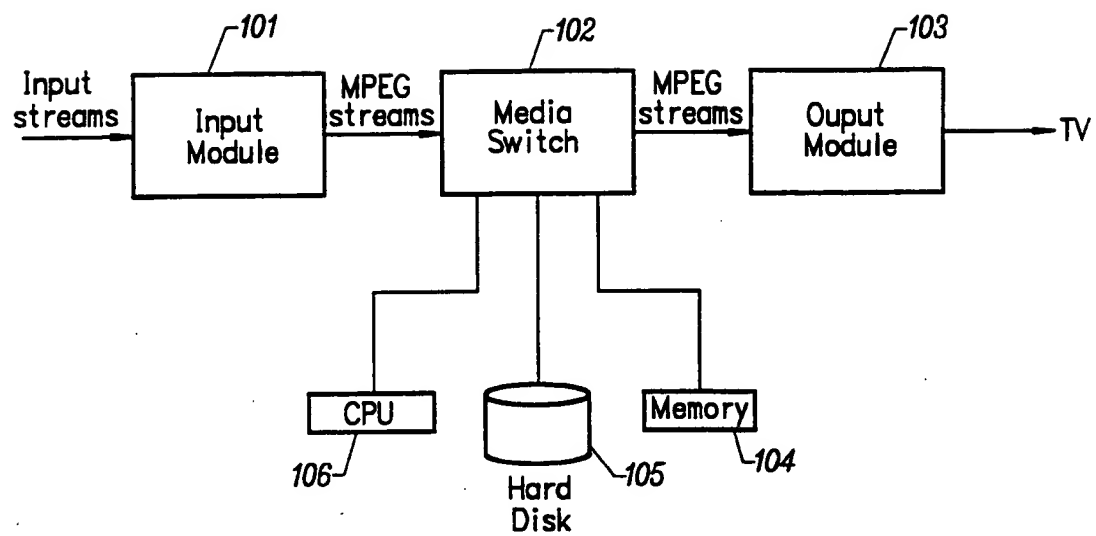 101
102
103
Input
streams
Input
Module
MPEG
streams
Media
Switch
MPEG
streams
Ouput
Module
TV
CPU
106
Hard
Disk
105
Memory
104